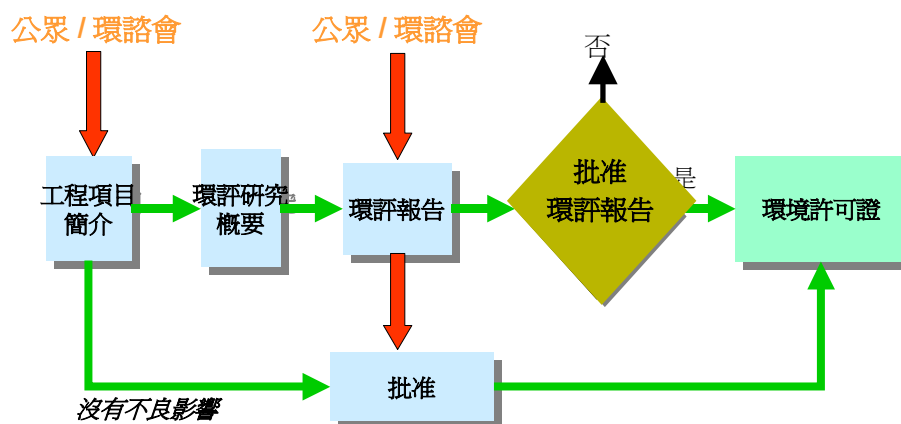 公眾 / 環諮會
公眾 / 環諮會
否
工程項目
簡介
環評研究
概要
環評報告
批准
環評報告
是
環境許可證
批准
沒有不良影響